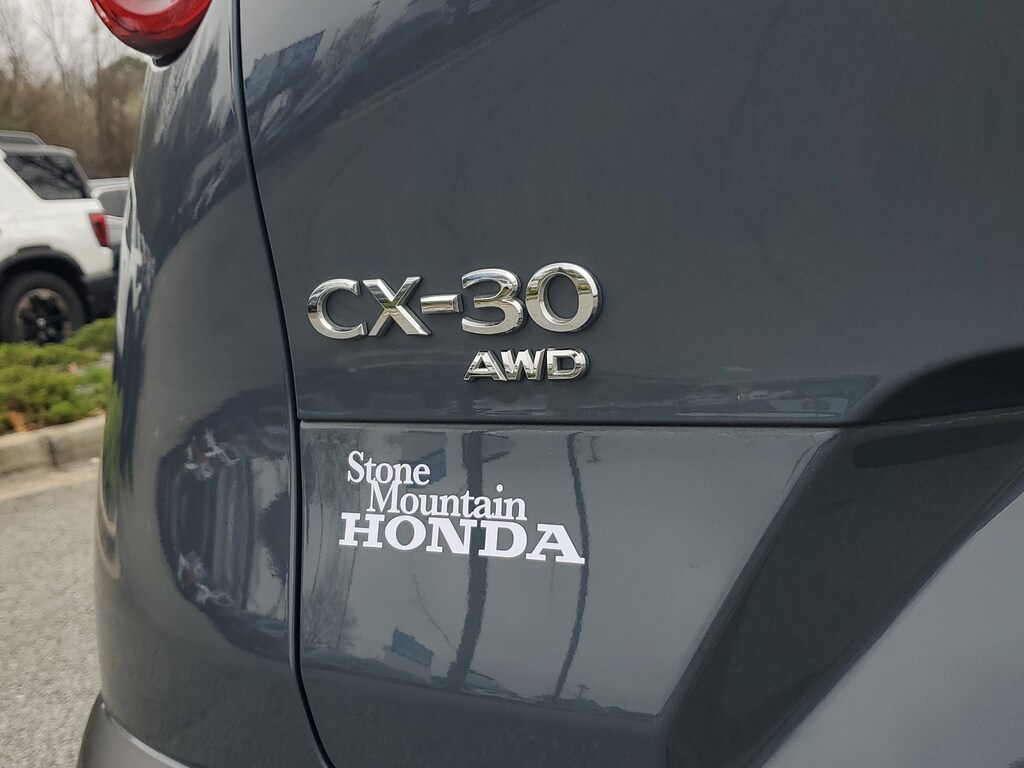 CX-30
AWD
Stone
Mountain
HONDA